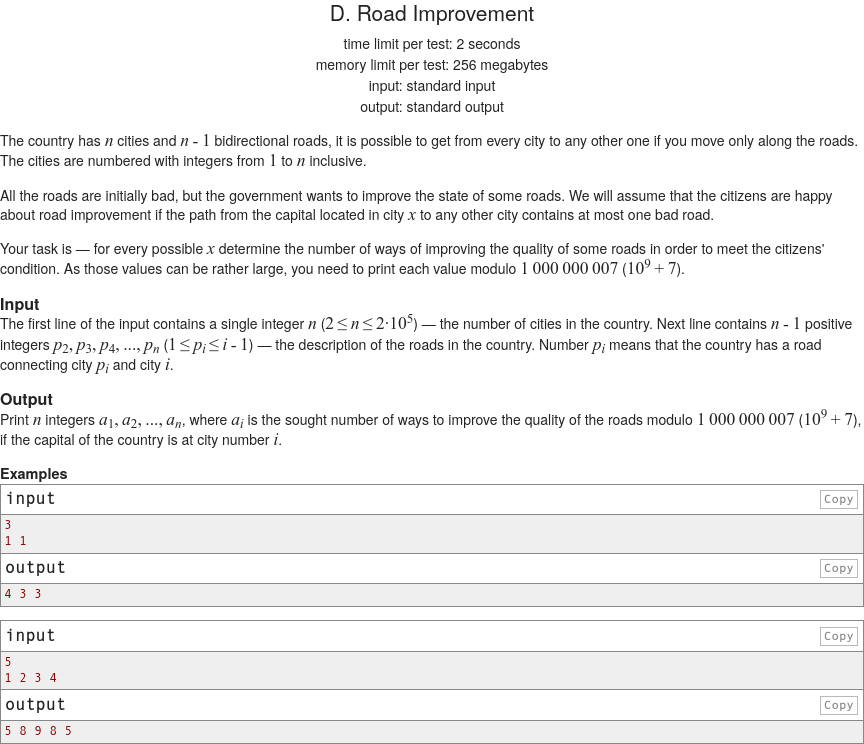 D. Road Improvement
time limit per test: 2 seconds
memory limit per test: 256 megabytes
input: standard input
output: standard output
The country has n cities and n - 1 bidirectional roads, it is possible to get from every city to any other one if you move only along the roads.
The cities are numbered with integers from 1 to n inclusive.
All the roads are initially bad, but the government wants to improve the state of some roads. We will assume that the citizens are happy
about road improvement if the path from the capital located in city x to any other city contains at most one bad road.
Your task is — for every possible x determine the number of ways of improving the quality of some roads in order to meet the citizens'
condition. As those values can be rather large, you need to print each value modulo 1 000 000 007 (10^9 + 7).
Input
The first line of the input contains a single integer n (2 ≤ n ≤ 2·10^5) — the number of cities in the country. Next line contains n - 1 positive
integers p_2, p_3, p_4, ..., p_n (1 ≤ p_i ≤ i - 1) — the description of the roads in the country. Number p_i means that the country has a road
connecting city p_i and city i.
Output
Print n integers a_1, a_2, ..., a_n, where a_i is the sought number of ways to improve the quality of the roads modulo 1 000 000 007 (10^9 + 7),
if the capital of the country is at city number i.
Examples
input Copy
3
1 1
output Copy
4 3 3
input Copy
5
1 2 3 4
output Copy
5 8 9 8 5